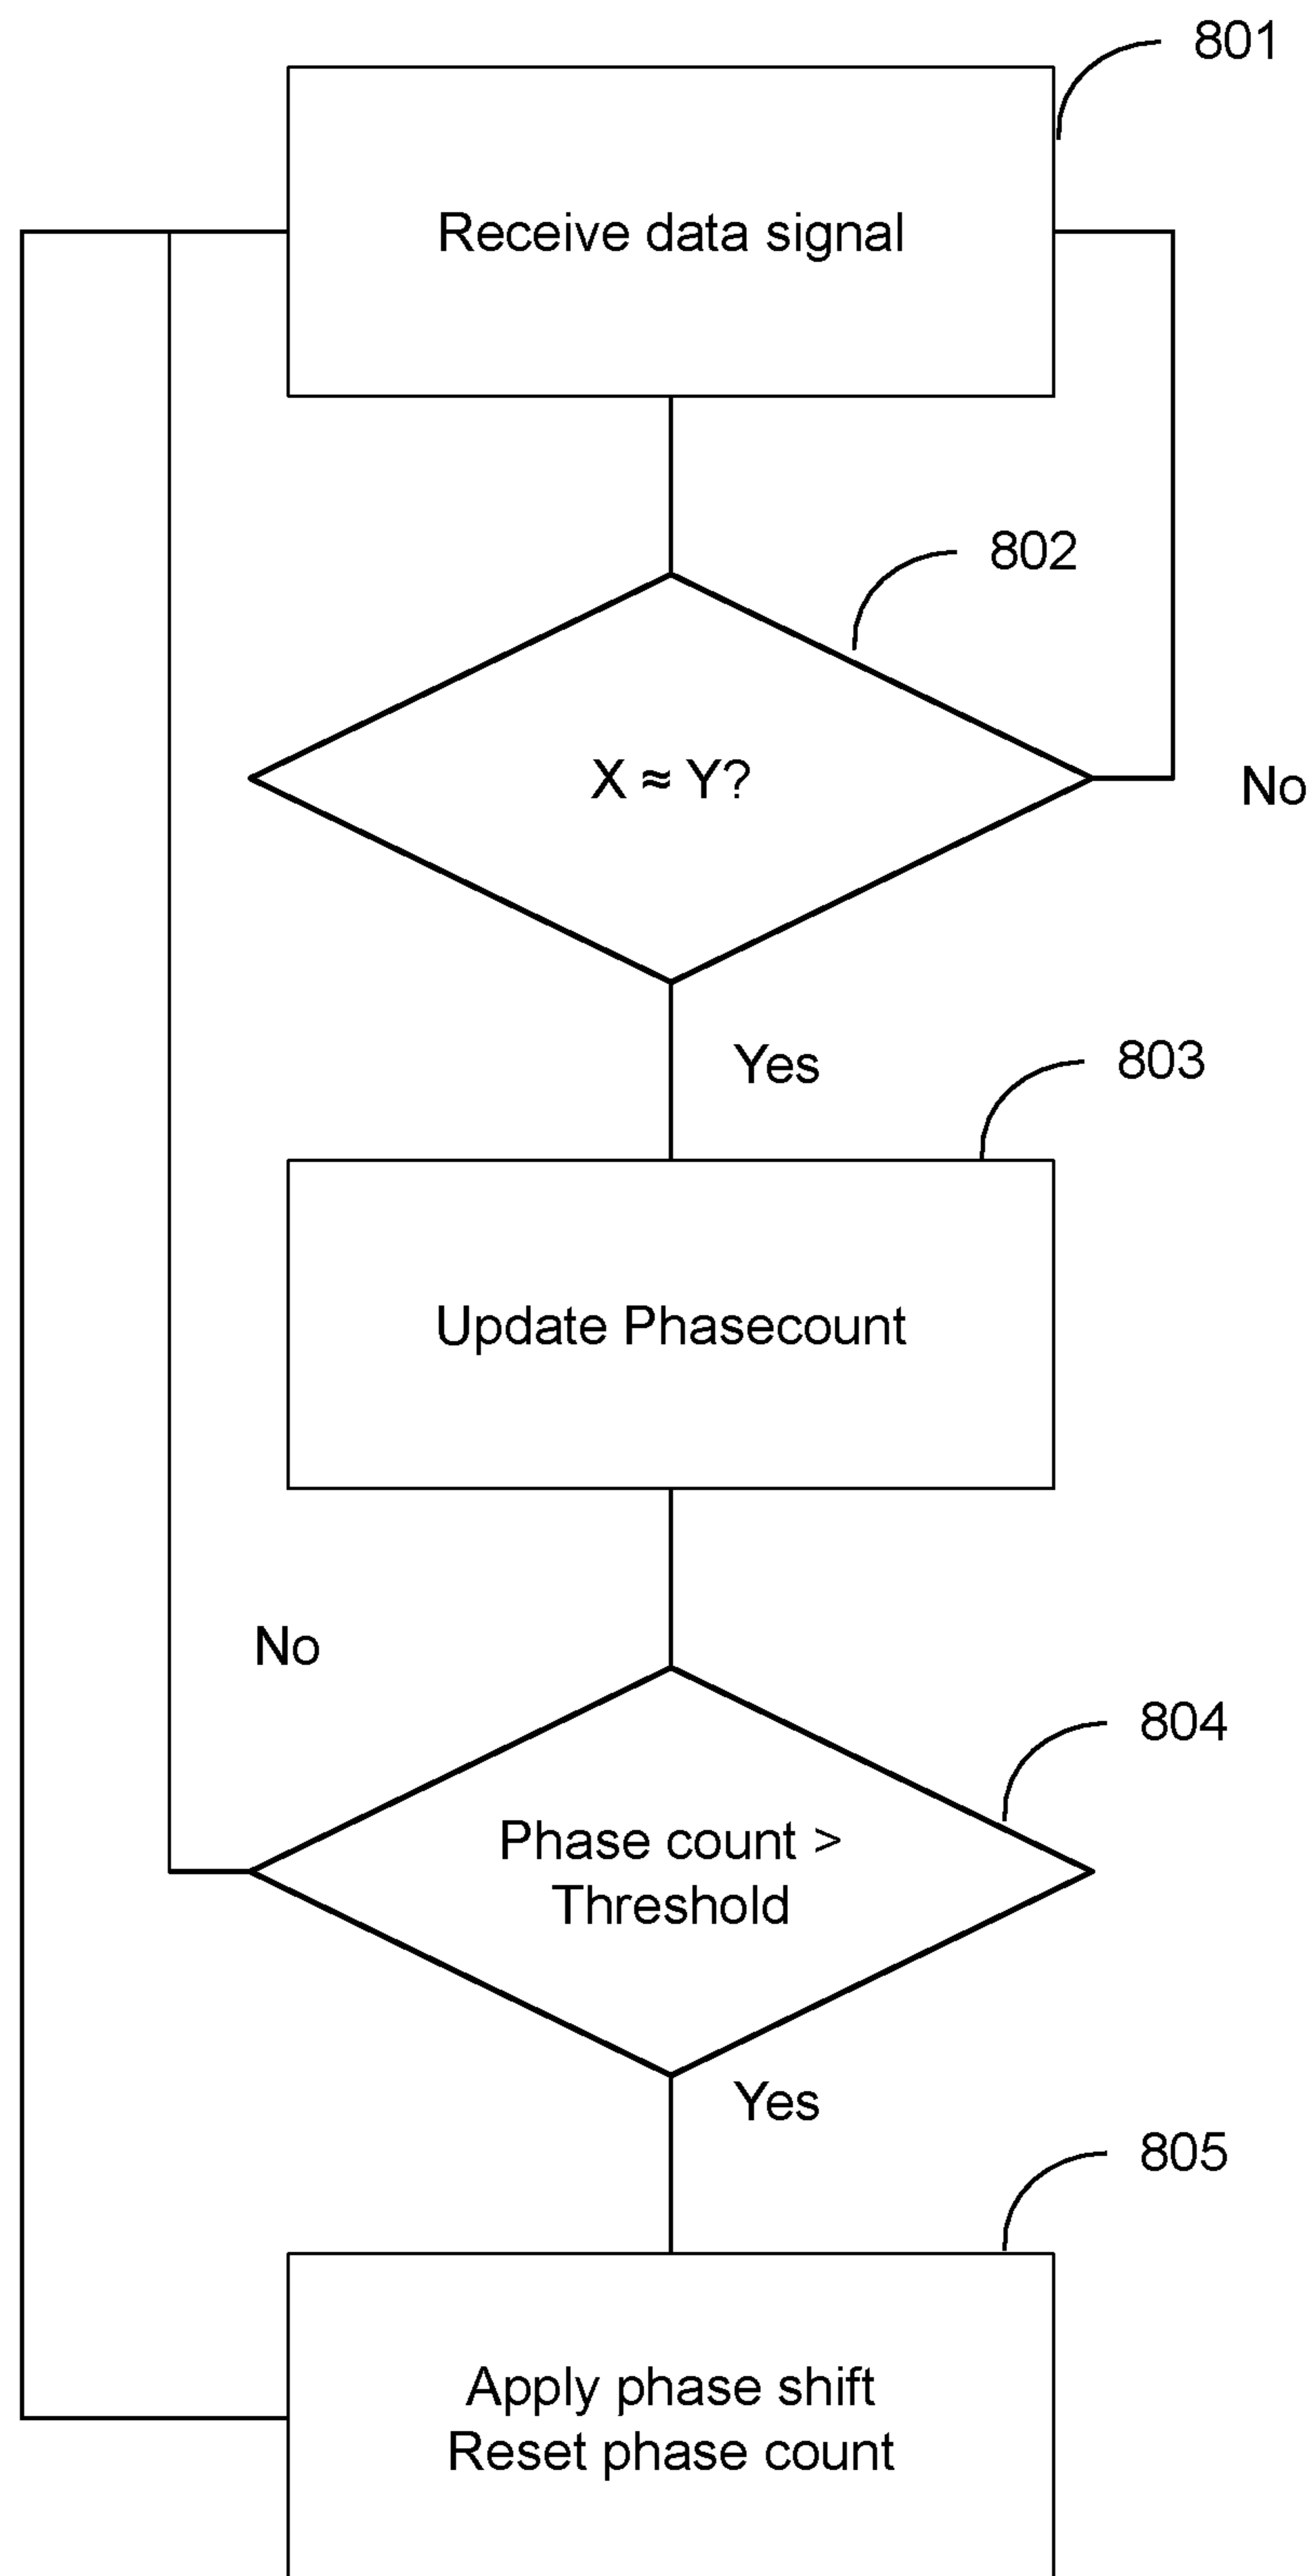 801
Receive data signal
802
X ≈ Y?
No
Yes
803
Update Phasecount
No
804
Phase count >
Threshold
Yes
805
Apply phase shift
Reset phase count